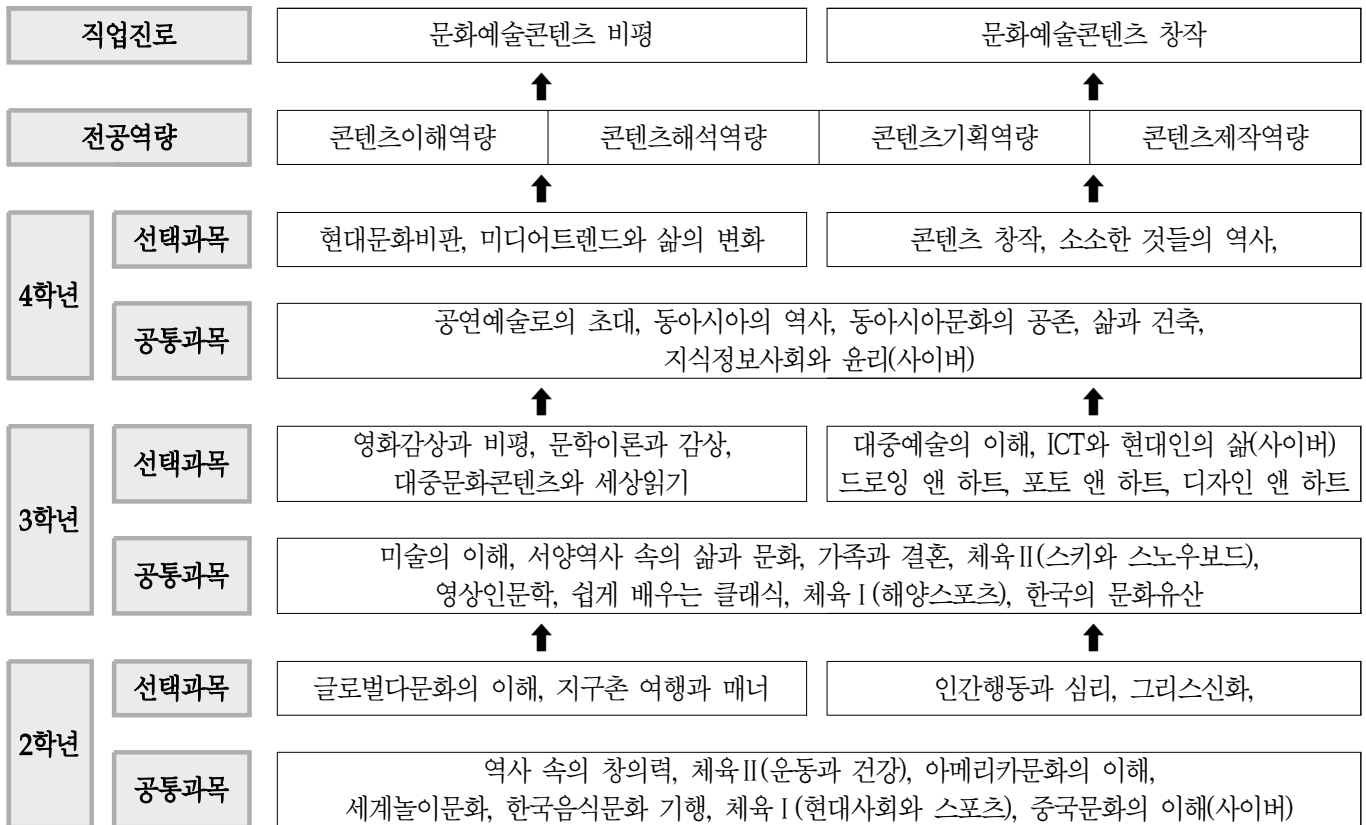 직업진로
문화예술콘텐츠 비평
문화예술콘텐츠 창작
전공역량
콘텐츠이해역량
콘텐츠해석역량
콘텐츠기획역량
콘텐츠제작역량
4학년
선택과목
현대문화비판, 미디어트렌드와 삶의 변화
콘텐츠 창작, 소소한 것들의 역사,
공통과목
공연예술로의 초대, 동아시아의 역사, 동아시아문화의 공존, 삶과 건축,
지식정보사회와 윤리(사이버)
3학년
선택과목
영화감상과 비평, 문학이론과 감상,
대중문화콘텐츠와 세상읽기
대중예술의 이해, ICT와 현대인의 삶(사이버)
드로잉 앤 하트, 포토 앤 하트, 디자인 앤 하트
공통과목
미술의 이해, 서양역사 속의 삶과 문화, 가족과 결혼, 체육Ⅱ(스키와 스노우보드),
영상인문학, 쉽게 배우는 클래식, 체육Ⅰ(해양스포츠), 한국의 문화유산
2학년
선택과목
글로벌다문화의 이해, 지구촌 여행과 매너
인간행동과 심리, 그리스신화,
공통과목
역사 속의 창의력, 체육Ⅱ(운동과 건강), 아메리카문화의 이해,
세계놀이문화, 한국음식문화 기행, 체육Ⅰ(현대사회와 스포츠), 중국문화의 이해(사이버)